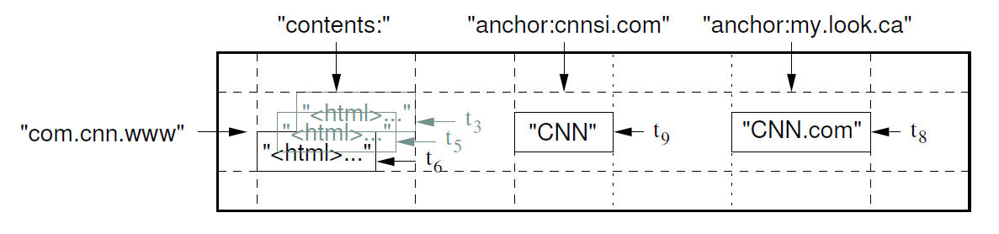 "contents:" "anchor:cnnsi.com" "anchor:my.look.ca"
"<html>..." t3
"com.cnn.www" "<html>..." t5 "CNN" t9 "CNN.com" t8
"<html>..." t6